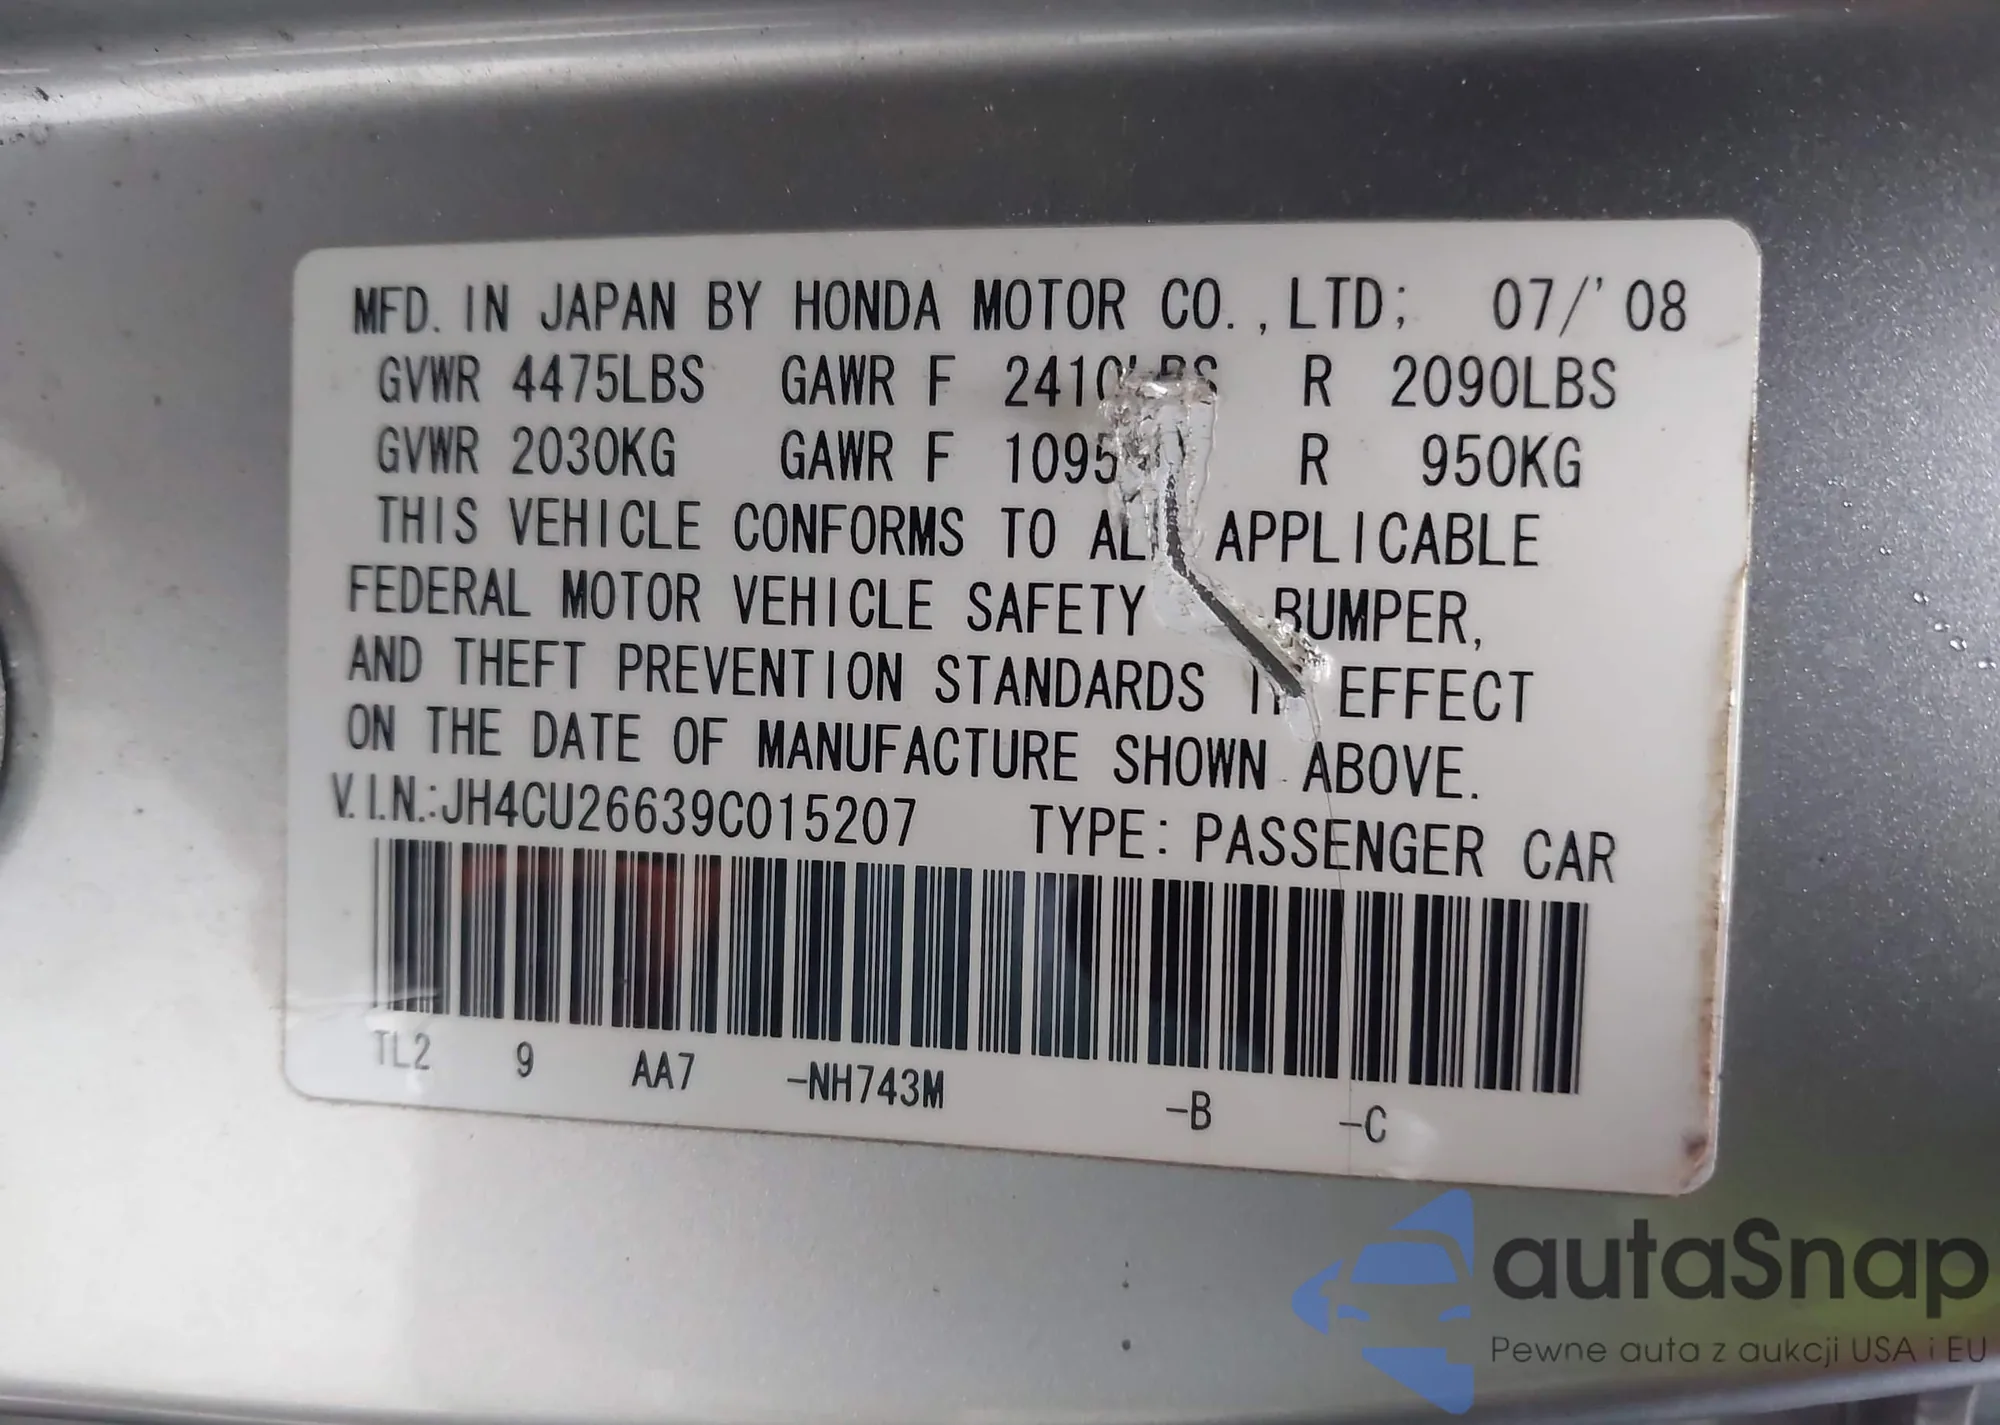 MFD. IN JAPAN BY HONDA MOTOR CO.,LTD; 07/'08
GVWR 4475LBS GAWR F 2410LBS R 2090LBS
GVWR 2030KG GAWR F 1095 R 950KG
THIS VEHICLE CONFORMS TO APPLICABLE
FEDERAL MOTOR VEHICLE SAFETY BUMPER,
AND THEFT PREVENTION STANDARDS EFFECT
ON THE DATE OF MANUFACTURE SHOWN ABOVE.
V.I.N.:JH4CU26639C015207 TYPE: PASSENGER CAR
TL2 9 AA7 -NH743M -B -C
autaSnap
Pewne auta z aukcji USA i EU